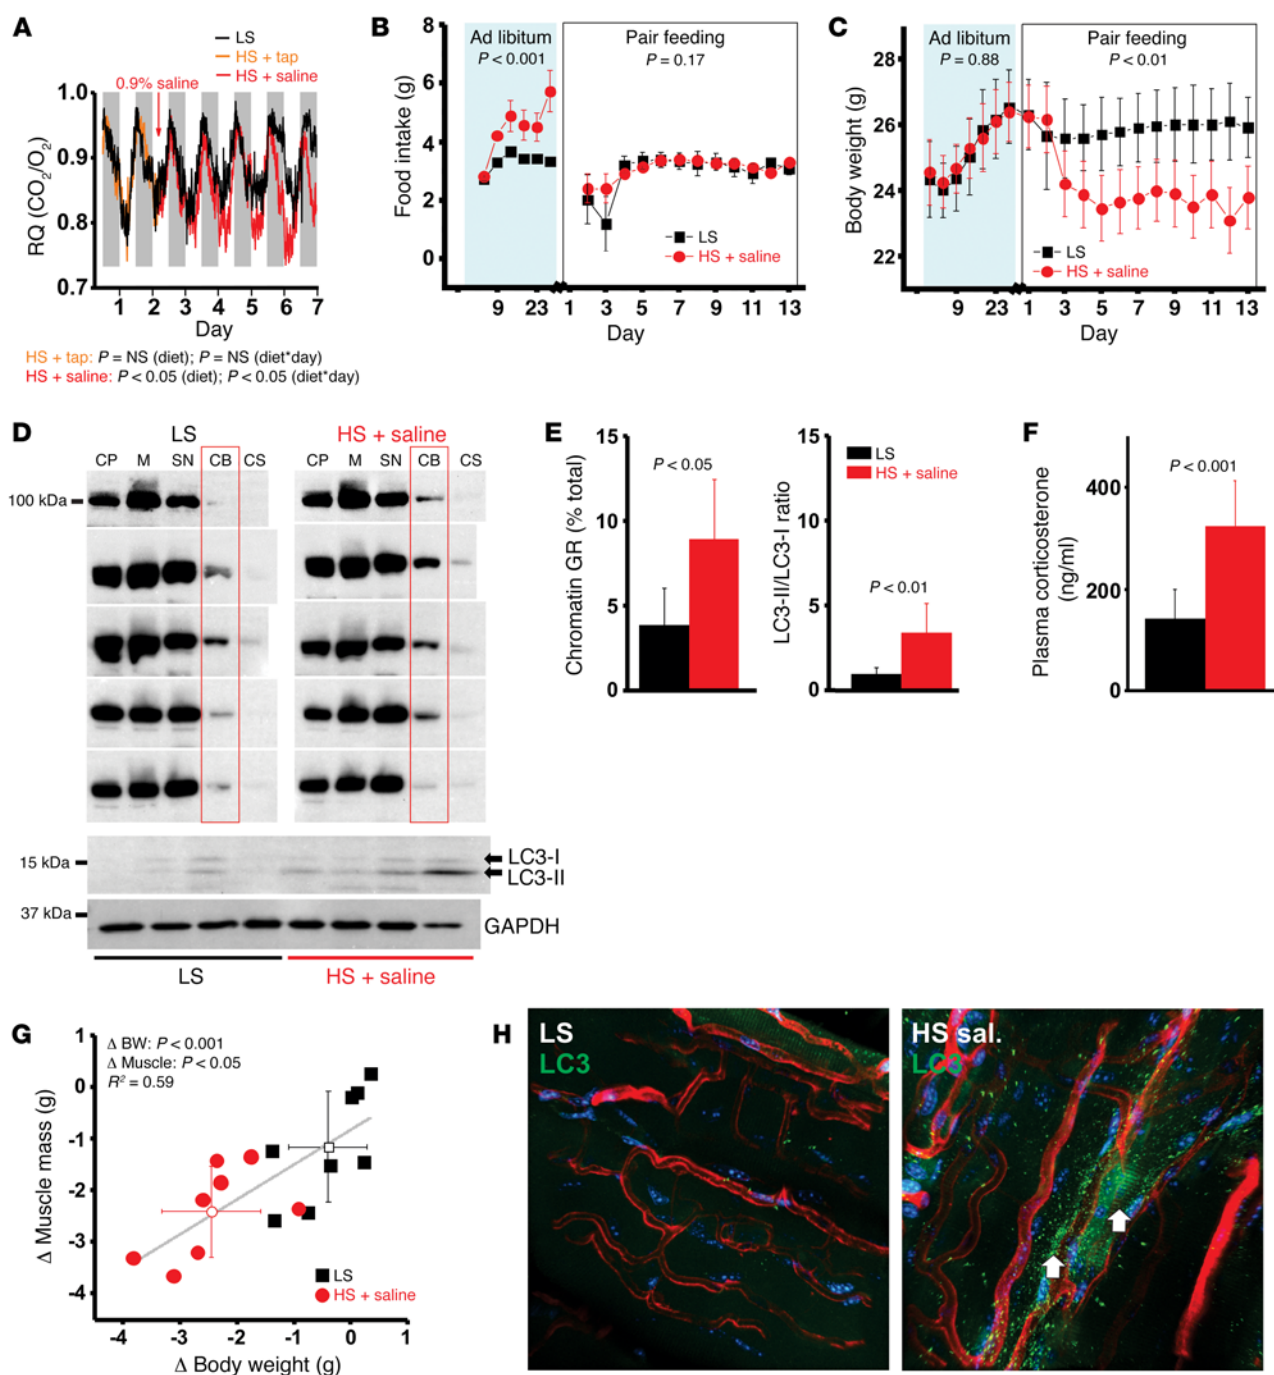 A
LS
HS + tap
HS + saline
0.9% saline
1.0
0.9
0.8
0.7
RQ (CO2/O2)
1 2 3 4 5 6 7
Day
HS + tap: P = NS (diet); P = NS (diet*day)
HS + saline: P < 0.05 (diet); P < 0.05 (diet*day)
B
Ad libitum
P < 0.001
Pair feeding
P = 0.17
8
6
4
2
0
Food intake (g)
LS
HS + saline
9 23 1 3 5 7 9 11 13
Day
C
Ad libitum
P = 0.88
Pair feeding
P < 0.01
28
26
24
22
Body weight (g)
LS
HS + saline
9 23 1 3 5 7 9 11 13
Day
D
LS
HS + saline
CP M SN CB CS
CP M SN CB CS
100 kDa
15 kDa
LC3-I
LC3-II
37 kDa
GAPDH
LS
HS + saline
E
15
10
5
0
Chromatin GR (% total)
P < 0.05
15
10
5
0
LC3-II/LC3-I ratio
LS
HS + saline
P < 0.01
F
P < 0.001
400
200
0
Plasma corticosterone
(ng/ml)
G
Δ BW: P < 0.001
Δ Muscle: P < 0.05
R² = 0.59
1
0
-1
-2
-3
-4
Δ Muscle mass (g)
LS
HS + saline
-4 -3 -2 -1 0 1
Δ Body weight (g)
H
LS
LC3
HS sal.
LC3